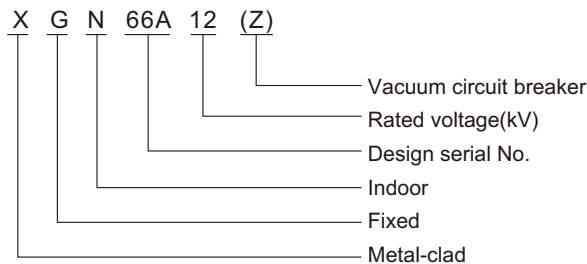 X G N 66A 12 (Z)
Vacuum circuit breaker
Rated voltage(kV)
Design serial No.
Indoor
Fixed
Metal-clad